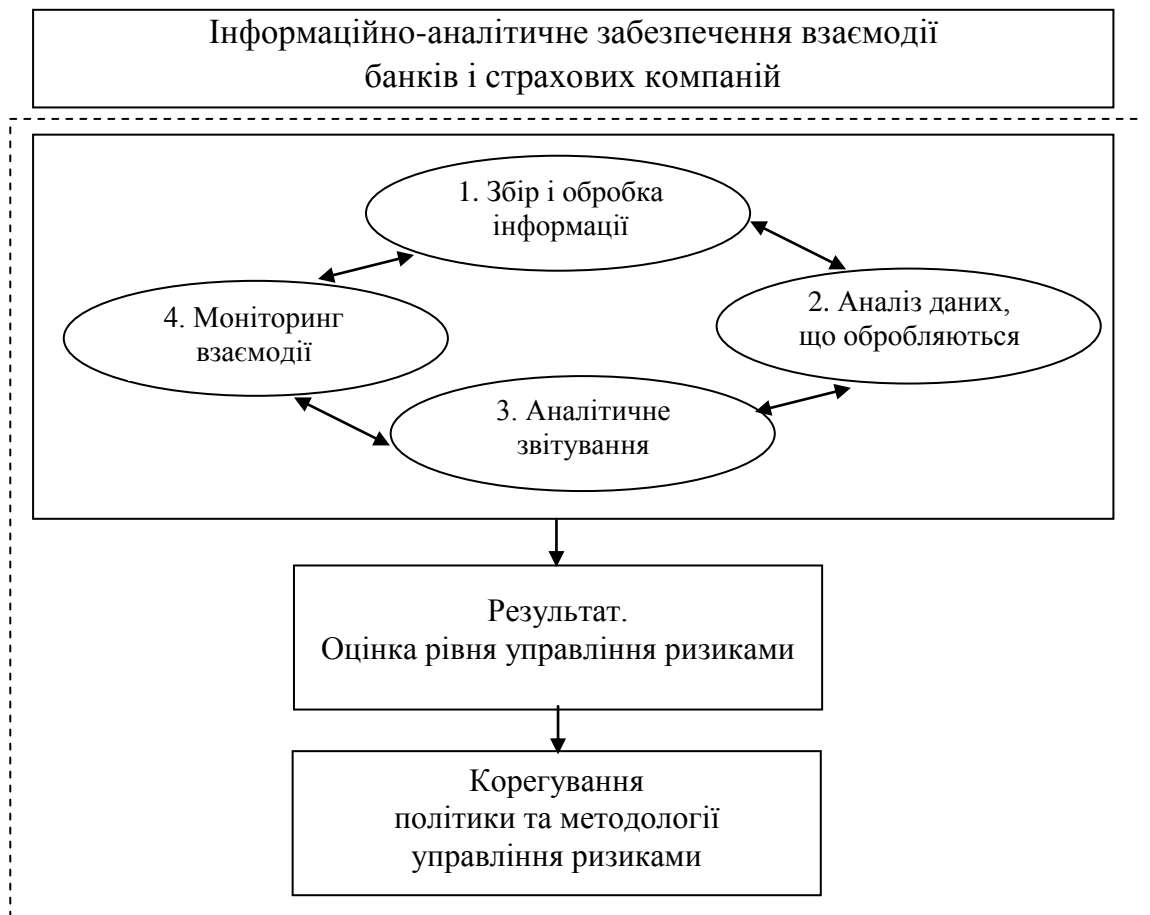 Інформаційно-аналітичне забезпечення взаємодії
банків і страхових компаній
1. Збір і обробка
інформації
2. Аналіз даних,
що обробляються
4. Моніторинг
взаємодії
3. Аналітичне
звітування
Результат.
Оцінка рівня управління ризиками
Корегування
політики та методології
управління ризиками